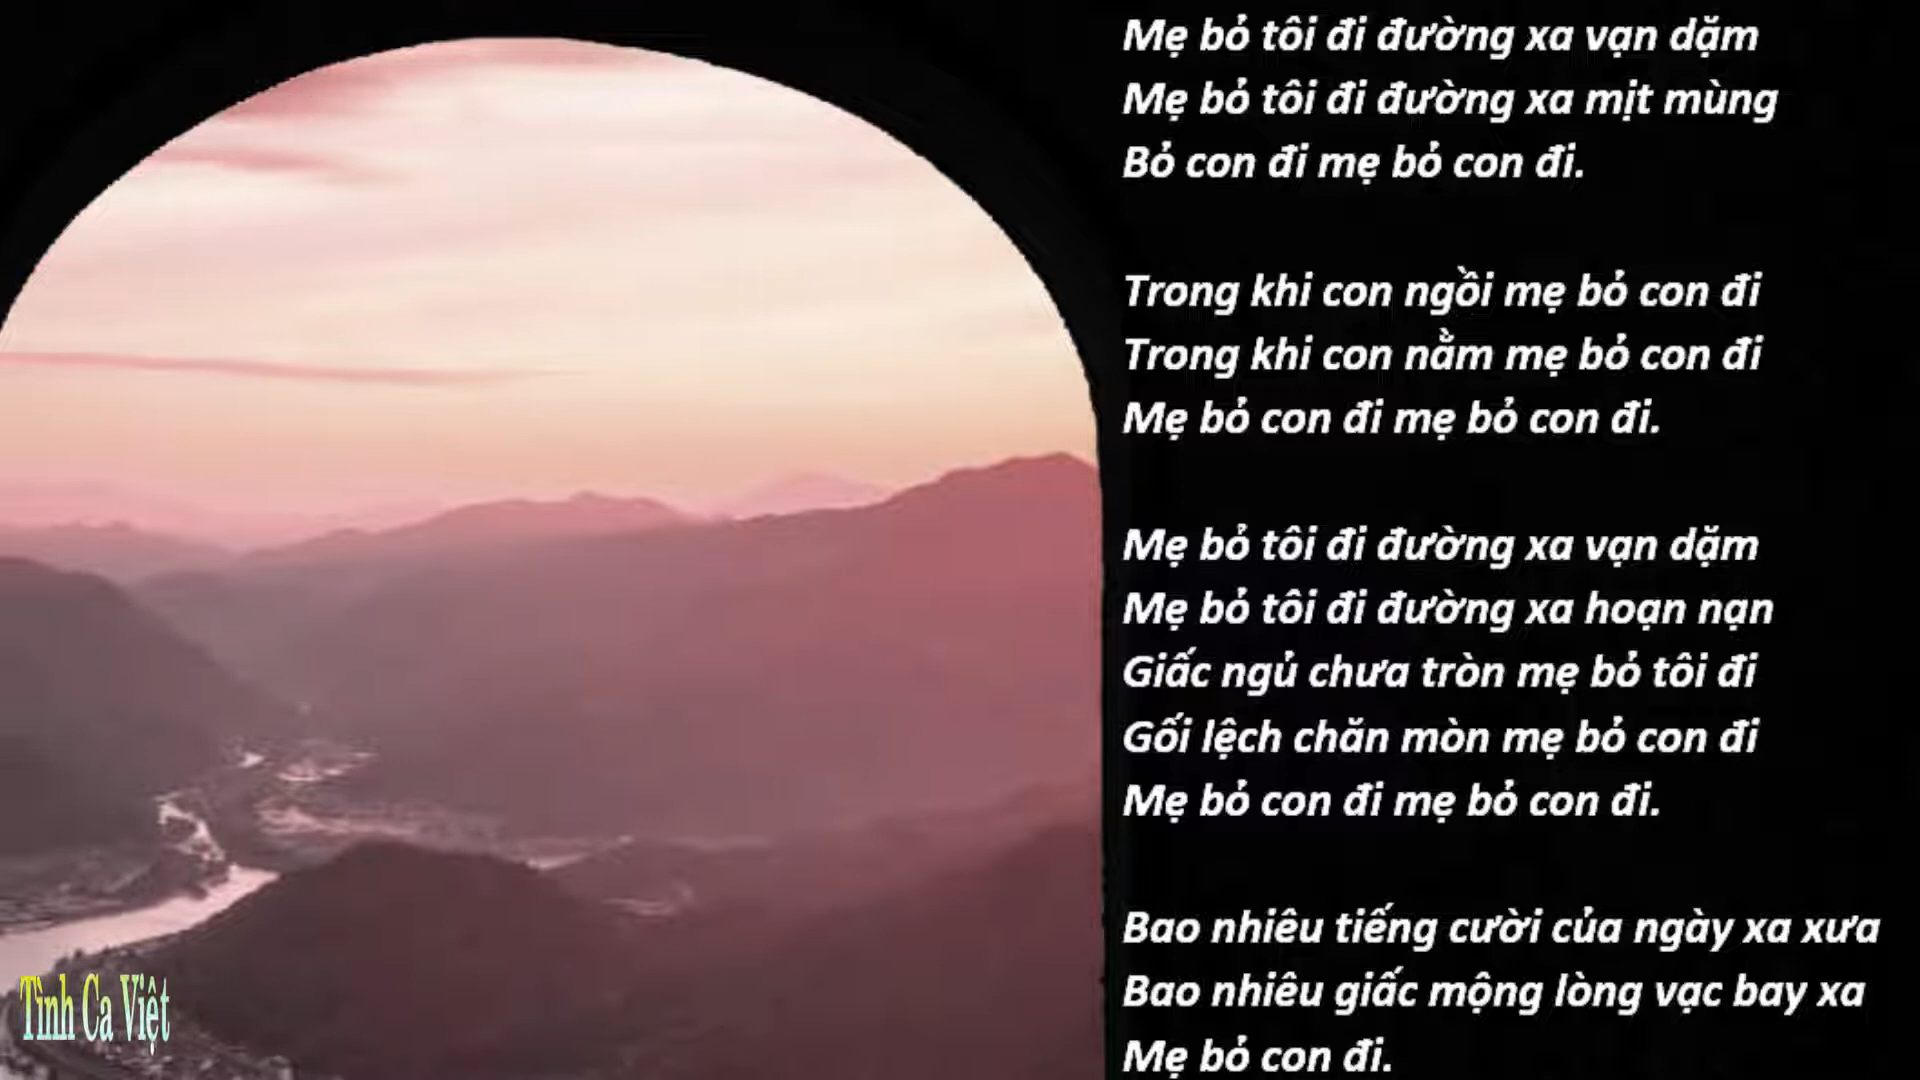 Mẹ bỏ tôi đi đường xa vạn dặm
Mẹ bỏ tôi đi đường xa mịt mùng
Bỏ con đi mẹ bỏ con đi.
Trong khi con ngồi mẹ bỏ con đi
Trong khi con nằm mẹ bỏ con đi
Mẹ bỏ con đi mẹ bỏ con đi.
Mẹ bỏ tôi đi đường xa vạn dặm
Mẹ bỏ tôi đi đường xa hoạn nạn
Giấc ngủ chưa tròn mẹ bỏ tôi đi
Gối lệch chăn mòn mẹ bỏ con đi
Mẹ bỏ con đi mẹ bỏ con đi.
Bao nhiêu tiếng cười của ngày xa xưa
Bao nhiêu giấc mộng lòng vạc bay xa
Mẹ bỏ con đi.
Tình Ca Việt